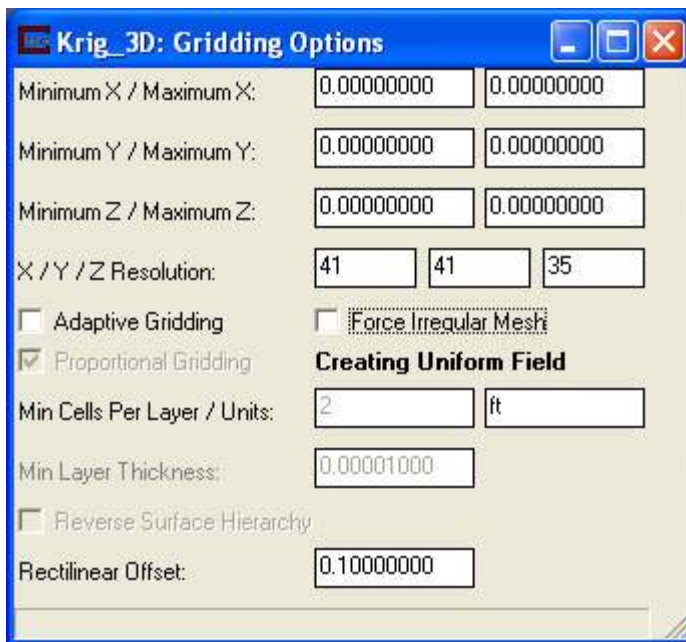 Krig_3D: Gridding Options
Minimum X / Maximum X: 0.00000000 0.00000000
Minimum Y / Maximum Y: 0.00000000 0.00000000
Minimum Z / Maximum Z: 0.00000000 0.00000000
X / Y / Z Resolution: 41 41 35
Adaptive Gridding Force Irregular Mesh
Proportional Gridding Creating Uniform Field
Min Cells Per Layer / Units: 2 ft
Min Layer Thickness: 0.00001000
Reverse Surface Hierarchy
Rectilinear Offset: 0.10000000